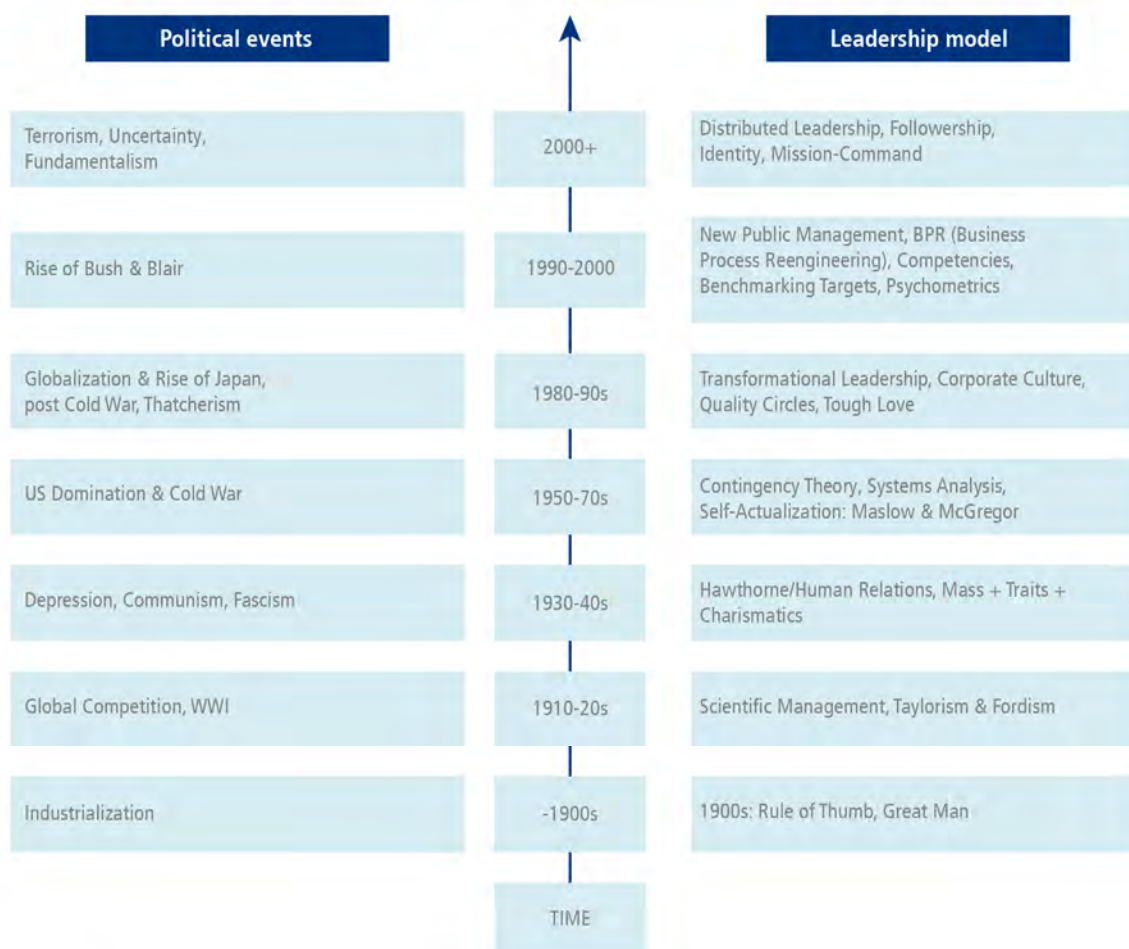 Political events
Leadership model
Terrorism, Uncertainty,
Fundamentalism
2000+
Distributed Leadership, Followership,
Identity, Mission-Command
Rise of Bush & Blair
1990-2000
New Public Management, BPR (Business
Process Reengineering), Competencies,
Benchmarking Targets, Psychometrics
Globalization & Rise of Japan,
post Cold War, Thatcherism
1980-90s
Transformational Leadership, Corporate Culture,
Quality Circles, Tough Love
US Domination & Cold War
1950-70s
Contingency Theory, Systems Analysis,
Self-Actualization: Maslow & McGregor
Depression, Communism, Fascism
1930-40s
Hawthorne/Human Relations, Mass + Traits +
Charismatics
Global Competition, WWI
1910-20s
Scientific Management, Taylorism & Fordism
Industrialization
-1900s
1900s: Rule of Thumb, Great Man
TIME